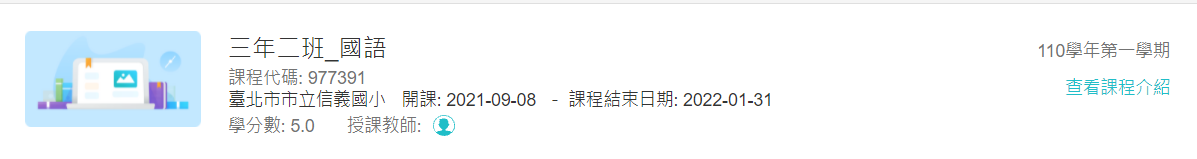 三年二班_國語
110學年第一學期
課程代碼: 977391
查看課程介紹
臺北市市立信義國小 開課: 2021-09-08 - 課程結束日期: 2022-01-31
學分數: 5.0 授課教師: